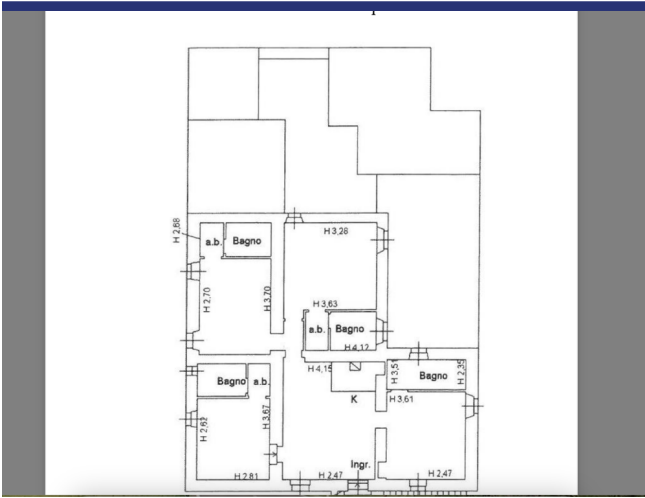 H 2,68
a.b.
Bagno
H 3,28
H 2,70
H 3,70
H 3,63
a.b.
Bagno
H 4,12
H 4,15
Bagno
a.b.
H 3,51
Bagno
H 2,35
K
H 3,61
H 2,62
H 3,67
Ingr.
H 2,81
H 2,47
H 2,47